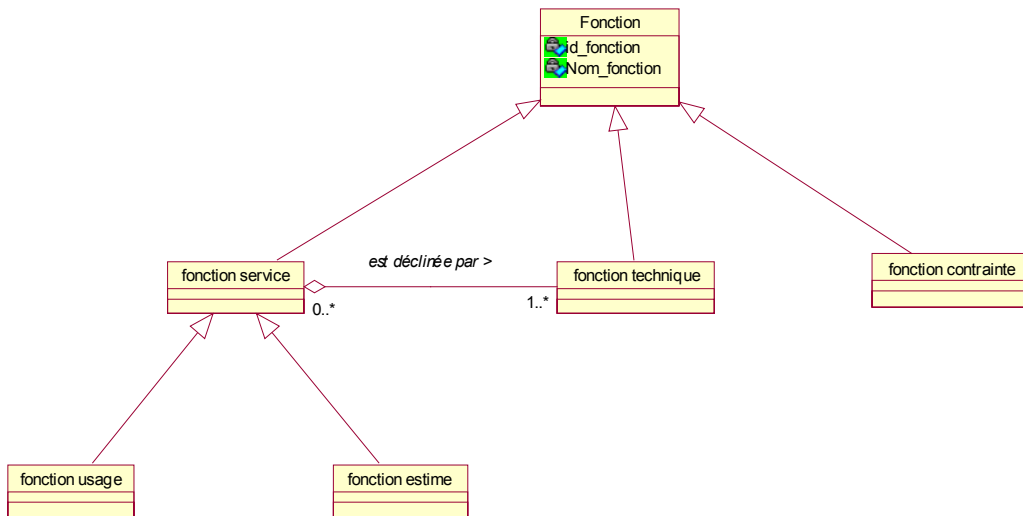 Fonction
id_fonction
Nom_fonction
est déclinée par >
fonction service
fonction technique
fonction contrainte
0..*
1..*
fonction usage
fonction estime